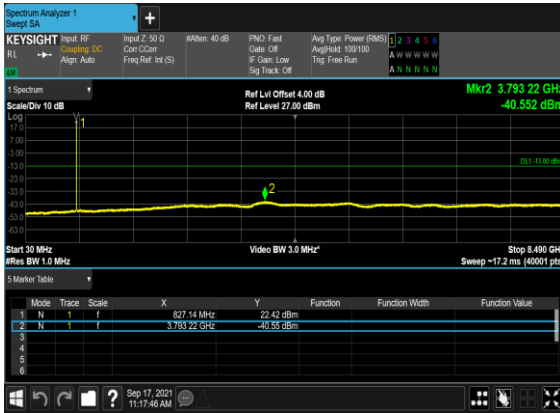 Spectrum Analyzer 1
Swept SA
KEYSIGHT Input: RF Input Z: 50 Ω #Atten: 40 dB PNO: Fast Avg Type: Power (RMS) 1 2 3 4 5 6
RL Coupling: DC Corr CCorr Gate: Off Avg|Hold: 100/100 A W W W W W
Align: Auto Freq Ref: Int (S) IF Gain: Low Trig: Free Run
Sig Track: Off A N N N N N
1 Spectrum Ref Lvl Offset 4.00 dB Mkr2 3.793 22 GHz
Scale/Div 10 dB Ref Level 27.00 dBm -40.552 dBm
Log
17.0
7.00
-3.00
-13.0 DL1 -13.00 dBm
-23.0
-33.0
-43.0
-53.0
-63.0
1
2
Start 30 MHz Video BW 3.0 MHz* Stop 8.490 GHz
#Res BW 1.0 MHz Sweep ~17.2 ms (40001 pts)
5 Marker Table
Mode Trace Scale X Y Function Function Width Function Value
1 N 1 f 827.14 MHz 22.42 dBm
2 N 1 f 3.793 22 GHz -40.55 dBm
3
4
5
6
? Sep 17, 2021
11:17:46 AM